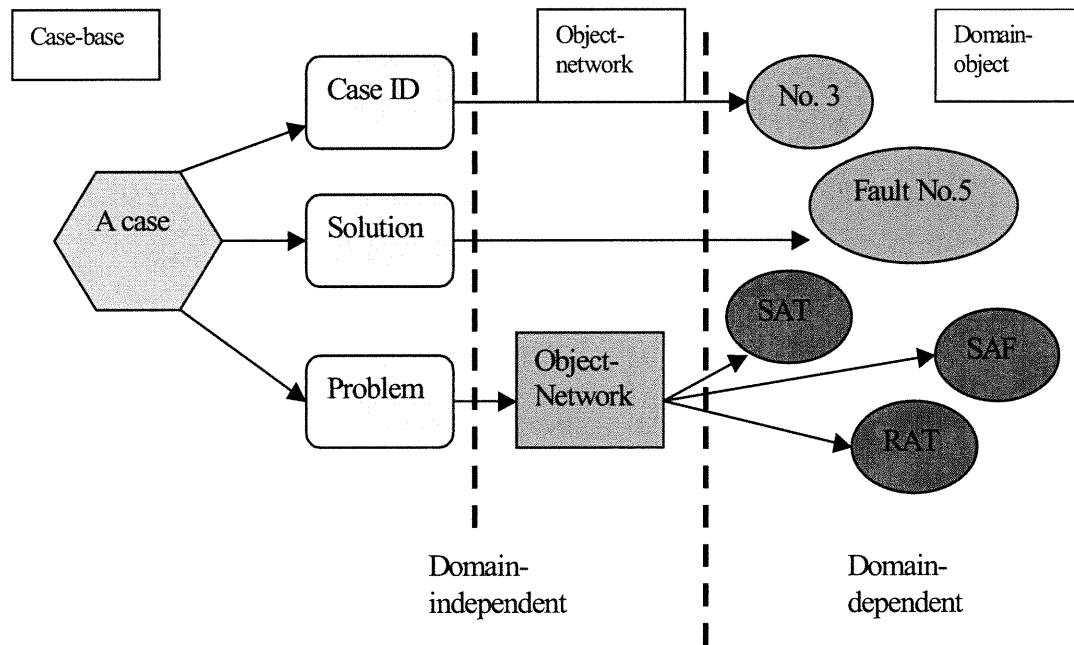 Case-base
Object-
network
Domain-
object
Case ID
No. 3
A case
Solution
Fault No.5
SAT
Object-
Network
SAF
Problem
RAT
Domain-
independent
Domain-
dependent